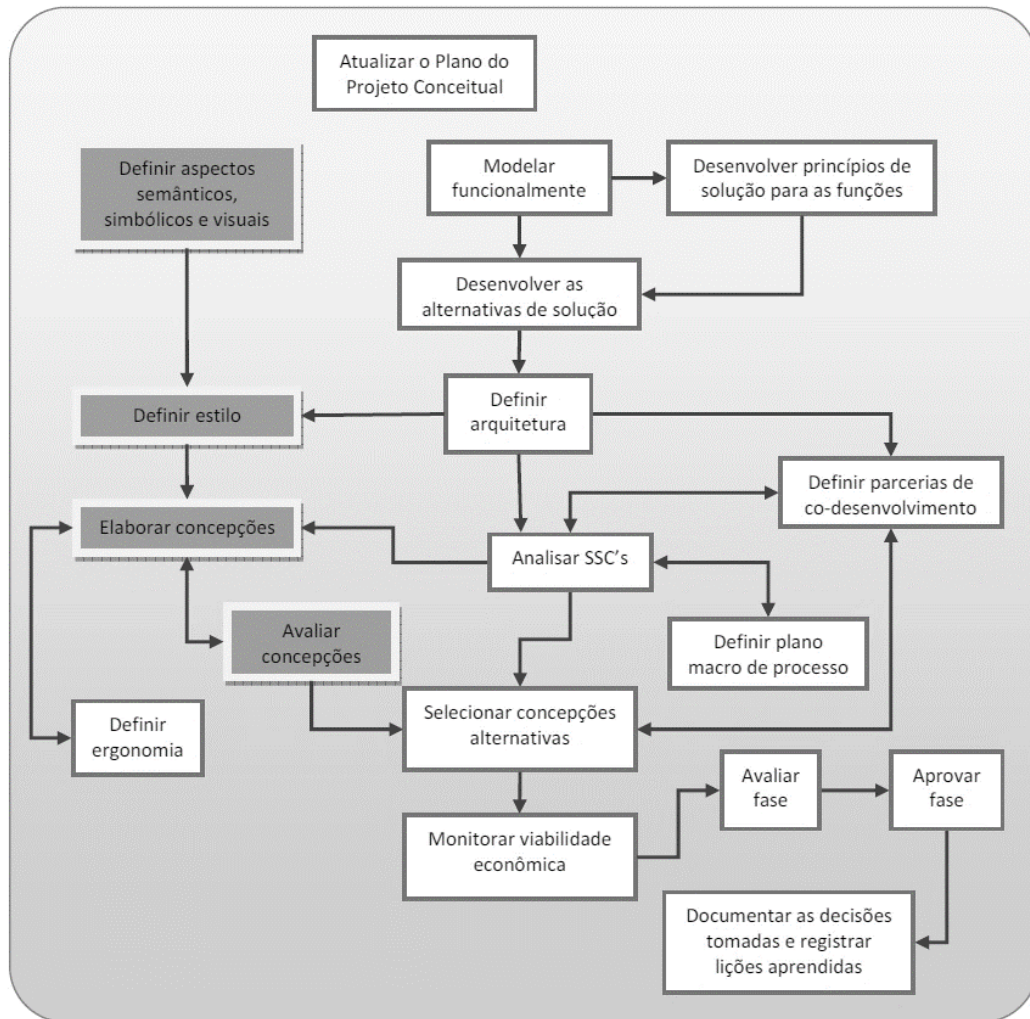 Atualizar o Plano do
Projeto Conceitual
Definir aspectos
semânticos,
simbólicos e visuais
Modelar
funcionalmente
Desenvolver princípios de
solução para as funções
Desenvolver as
alternativas de solução
Definir estilo
Definir
arquitetura
Definir parcerias de
co-desenvolvimento
Elaborar concepções
Analisar SSC's
Avaliar
concepções
Definir plano
macro de processo
Definir
ergonomia
Selecionar concepções
alternativas
Avaliar
fase
Aprovar
fase
Monitorar viabilidade
econômica
Documentar as decisões
tomadas e registrar
lições aprendidas